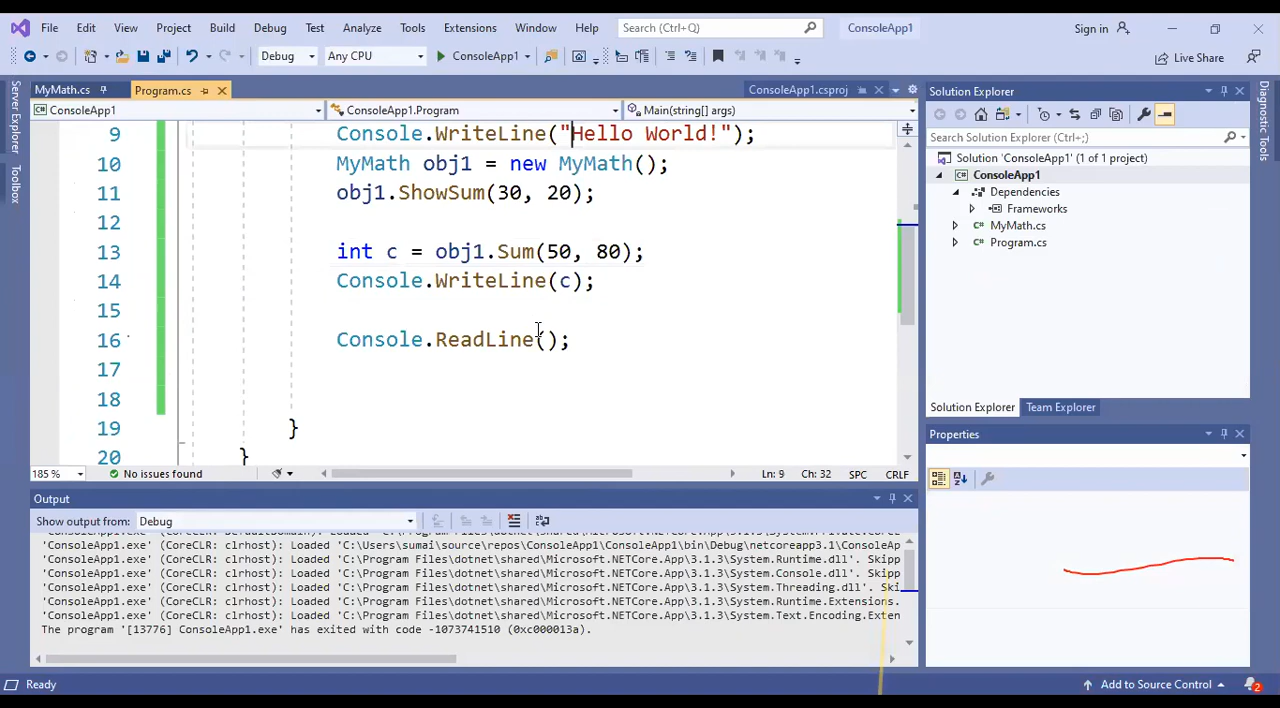 File Edit View Project Build Debug Test Analyze Tools Extensions Window Help Search (Ctrl+Q) ConsoleApp1 Sign in
Debug Any CPU ConsoleApp1 Live Share
Server Explorer
Toolbox
MyMath.cs Program.cs ConsoleApp1.csproj
ConsoleApp1 ConsoleApp1.Program Main(string[] args)
9 Console.WriteLine("Hello World!");
10 MyMath obj1 = new MyMath();
11 obj1.ShowSum(30, 20);
12
13 int c = obj1.Sum(50, 80);
14 Console.WriteLine(c);
15
16 Console.ReadLine();
17
18
19 }
20 }
185 % No issues found Ln: 9 Ch: 32 SPC CRLF
Output
Show output from: Debug
'ConsoleApp1.exe' (CoreCLR: clrhost): Loaded 'C:\Users\sumai\source\repos\ConsoleApp1\ConsoleApp1\bin\Debug\netcoreapp3.1\ConsoleAp
'ConsoleApp1.exe' (CoreCLR: clrhost): Loaded 'C:\Program Files\dotnet\shared\Microsoft.NETCore.App\3.1.3\System.Runtime.dll'. Skipp
'ConsoleApp1.exe' (CoreCLR: clrhost): Loaded 'C:\Program Files\dotnet\shared\Microsoft.NETCore.App\3.1.3\System.Console.dll'. Skipp
'ConsoleApp1.exe' (CoreCLR: clrhost): Loaded 'C:\Program Files\dotnet\shared\Microsoft.NETCore.App\3.1.3\System.Threading.dll'. Ski
'ConsoleApp1.exe' (CoreCLR: clrhost): Loaded 'C:\Program Files\dotnet\shared\Microsoft.NETCore.App\3.1.3\System.Runtime.Extensions.
'ConsoleApp1.exe' (CoreCLR: clrhost): Loaded 'C:\Program Files\dotnet\shared\Microsoft.NETCore.App\3.1.3\System.Text.Encoding.Exten
The program '[13776] ConsoleApp1.exe' has exited with code -1073741510 (0xc000013a).
Solution Explorer
Search Solution Explorer (Ctrl+;)
Solution 'ConsoleApp1' (1 of 1 project)
ConsoleApp1
Dependencies
Frameworks
MyMath.cs
Program.cs
Solution Explorer Team Explorer
Properties
Diagnostic Tools
Ready Add to Source Control 2